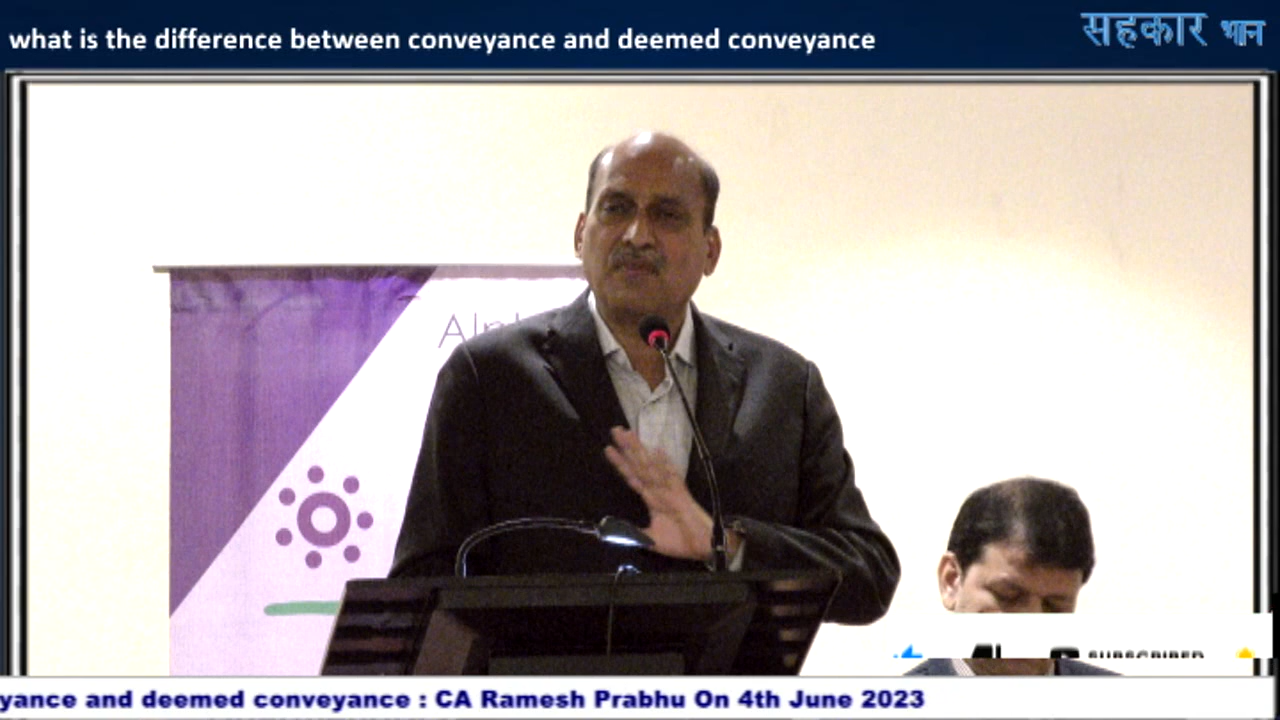 what is the difference between conveyance and deemed conveyance
सहकार भान
SUBSCRIBED
yance and deemed conveyance : CA Ramesh Prabhu On 4th June 2023